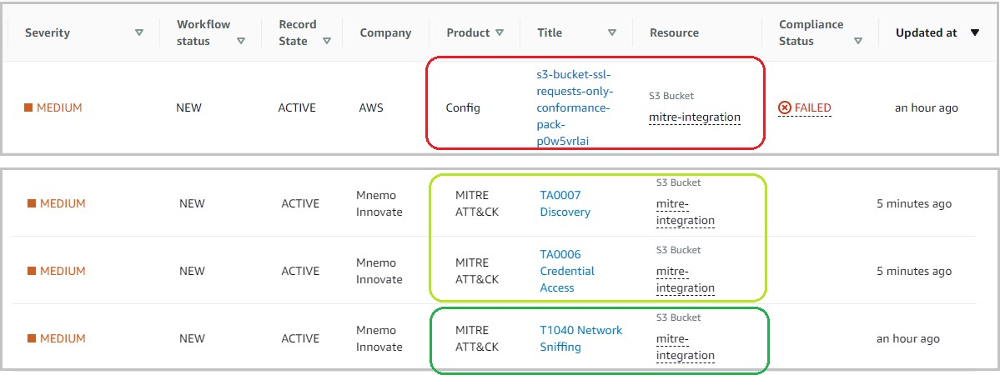 Severity
Workflow
status
Record
State
Company
Product
Title
Resource
Compliance
Status
Updated at
MEDIUM
NEW
ACTIVE
AWS
Config
s3-bucket-ssl-
requests-only-
conformance-
pack-
p0w5vrlai
S3 Bucket
mitre-integration
FAILED
an hour ago
MEDIUM
NEW
ACTIVE
Mnemo
Innovate
MITRE
ATT&CK
TA0007
Discovery
S3 Bucket
mitre-
integration
5 minutes ago
MEDIUM
NEW
ACTIVE
Mnemo
Innovate
MITRE
ATT&CK
TA0006
Credential
Access
S3 Bucket
mitre-
integration
5 minutes ago
MEDIUM
NEW
ACTIVE
Mnemo
Innovate
MITRE
ATT&CK
T1040 Network
Sniffing
S3 Bucket
mitre-
integration
an hour ago